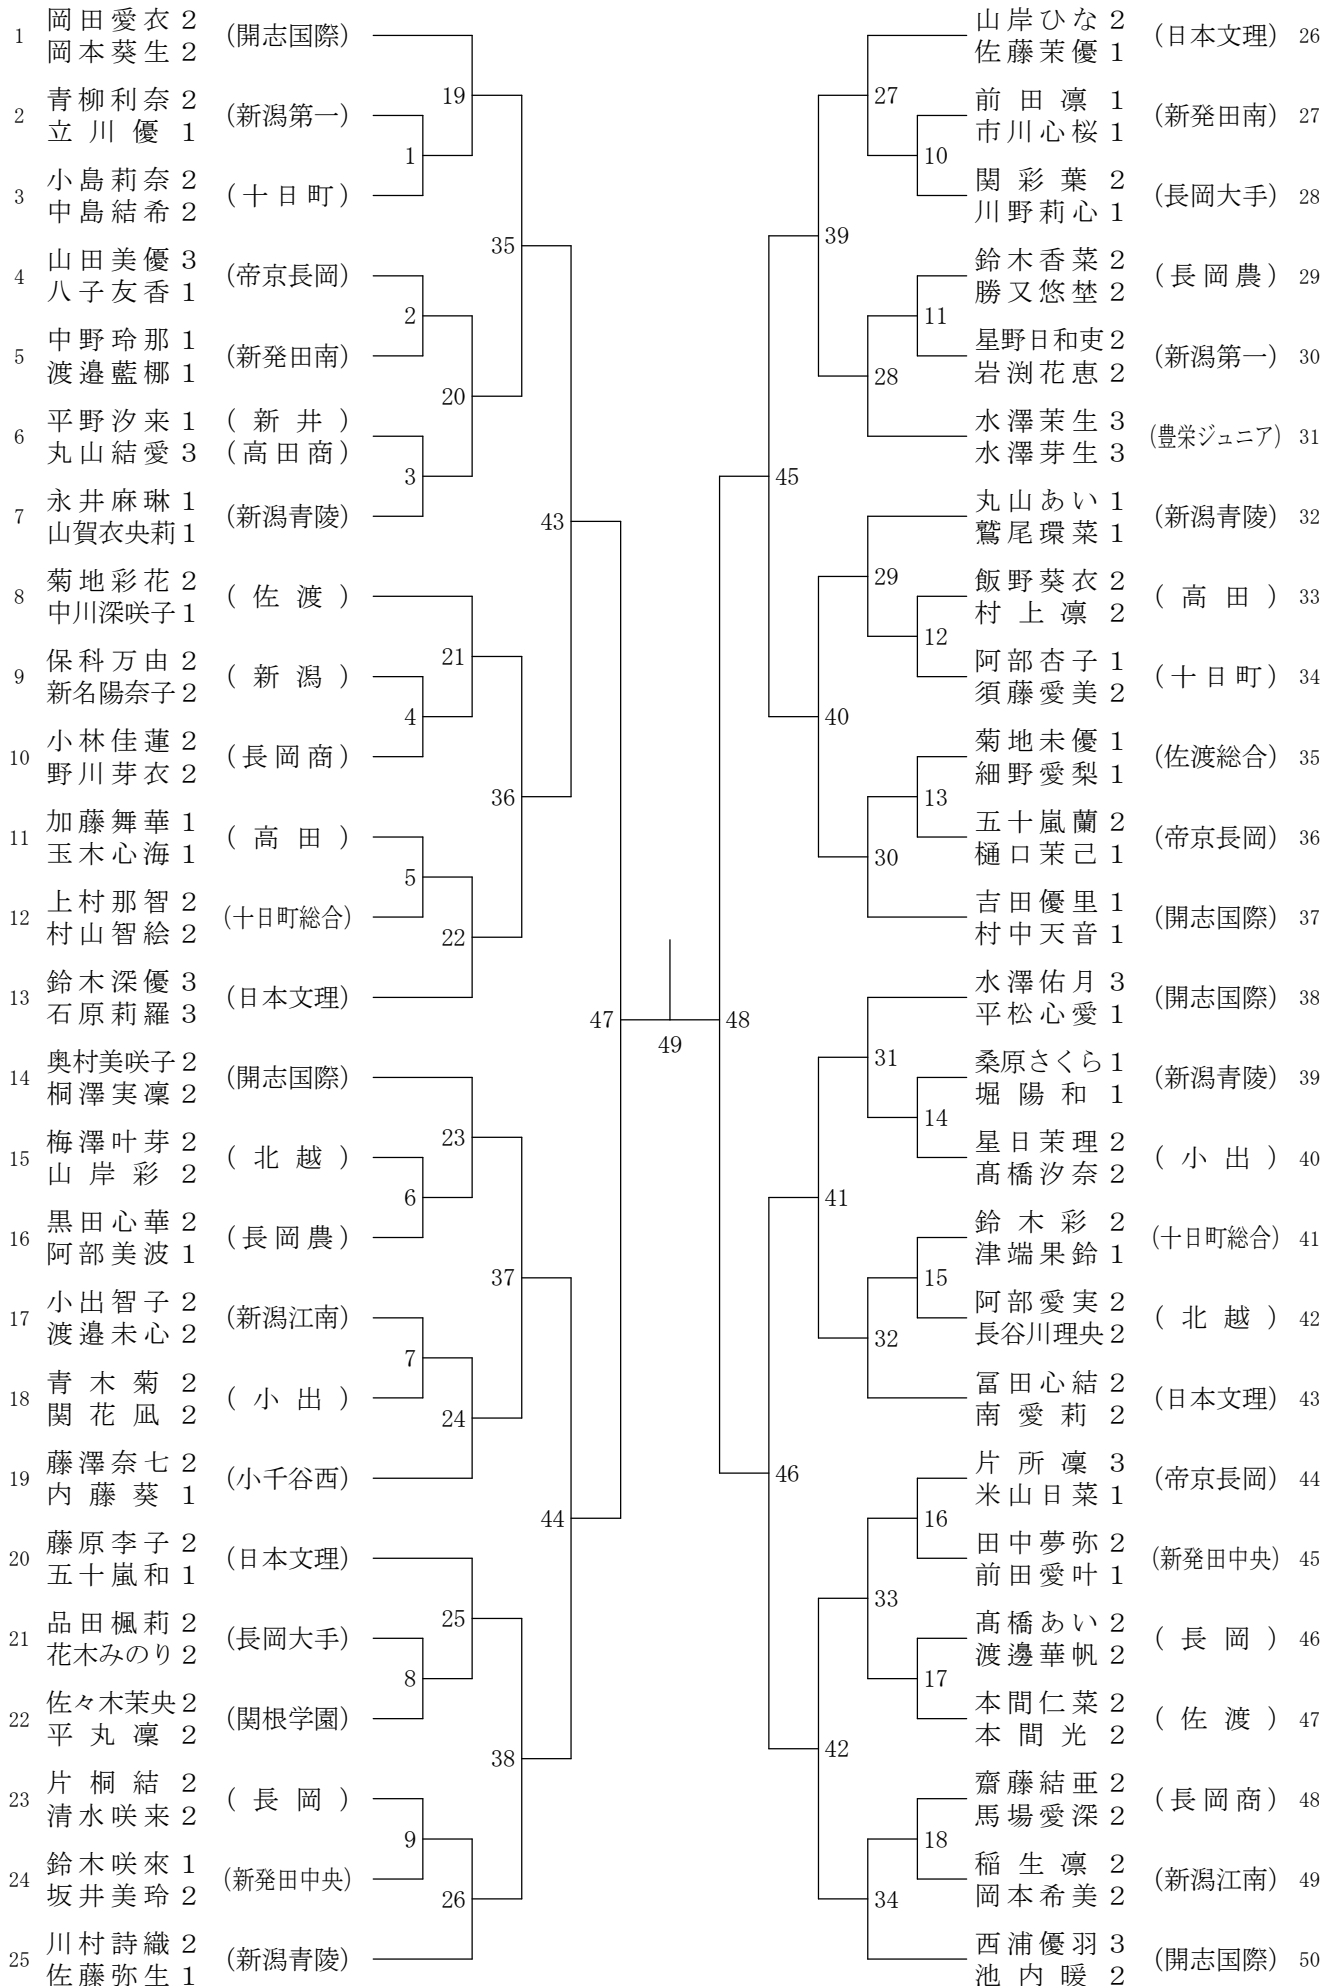 1 岡田愛衣 2 (開志国際)
岡本葵生 2
2 青柳利奈 2 (新潟第一)
立川優 1
3 小島莉奈 2 (十日町)
中島結希 2
4 山田美優 3 (帝京長岡)
八子友香 1
5 中野玲那 1 (新発田南)
渡邉藍梛 1
6 平野汐来 1 (新井)
丸山結愛 3 (高田商)
7 永井麻琳 1 (新潟青陵)
山賀衣央莉 1
8 菊地彩花 2 (佐渡)
中川深咲子 1
9 保科万由 2 (新潟)
新名陽奈子 2
10 小林佳蓮 2 (長岡商)
野川芽衣 2
11 加藤舞華 1 (高田)
玉木心海 1
12 上村那智 2 (十日町総合)
村山智絵 2
13 鈴木深優 3 (日本文理)
石原莉羅 3
14 奥村美咲子 2 (開志国際)
桐澤実凜 2
15 梅澤叶芽 2 (北越)
山岸彩 2
16 黒田心華 2 (長岡農)
阿部美波 1
17 小出智子 2 (新潟江南)
渡邉未心 2
18 青木菊 2 (小出)
関花凪 2
19 藤澤奈七 2 (小千谷西)
内藤葵 1
20 藤原李子 2 (日本文理)
五十嵐和 1
21 品田楓莉 2 (長岡大手)
花木みのり 2
22 佐々木茉央 2 (関根学園)
平丸凜 2
23 片桐結 2 (長岡)
清水咲来 2
24 鈴木咲來 1 (新発田中央)
坂井美玲 2
25 川村詩織 2 (新潟青陵)
佐藤弥生 1
19
1
35
2
20
3
43
21
4
36
5
22
47
23
6
37
7
24
44
25
8
38
9
26
49
48
27
10
39
11
28
45
29
12
40
13
30
31
14
41
15
32
46
16
33
17
42
18
34
山岸ひな 2 (日本文理) 26
佐藤茉優 1
前田凛 1 (新発田南) 27
市川心桜 1
関彩葉 2 (長岡大手) 28
川野莉心 1
鈴木香菜 2 (長岡農) 29
勝又悠埜 2
星野日和吏 2 (新潟第一) 30
岩渕花恵 2
水澤茉生 3 (豊栄ジュニア) 31
水澤芽生 3
丸山あい 1 (新潟青陵) 32
鷲尾環菜 1
飯野葵衣 2 (高田) 33
村上凛 2
阿部杏子 1 (十日町) 34
須藤愛美 2
菊地未優 1 (佐渡総合) 35
細野愛梨 1
五十嵐蘭 2 (帝京長岡) 36
樋口茉己 1
吉田優里 1 (開志国際) 37
村中天音 1
水澤佑月 3 (開志国際) 38
平松心愛 1
桑原さくら 1 (新潟青陵) 39
堀陽和 1
星日茉理 2 (小出) 40
髙橋汐奈 2
鈴木彩 2 (十日町総合) 41
津端果鈴 1
阿部愛実 2 (北越) 42
長谷川理央 2
冨田心結 2 (日本文理) 43
南愛莉 2
片所凜 3 (帝京長岡) 44
米山日菜 1
田中夢弥 2 (新発田中央) 45
前田愛叶 1
髙橋あい 2 (長岡) 46
渡邊華帆 2
本間仁菜 2 (佐渡) 47
本間光 2
齋藤結亜 2 (長岡商) 48
馬場愛深 2
稲生凛 2 (新潟江南) 49
岡本希美 2
西浦優羽 3 (開志国際) 50
池内暖 2